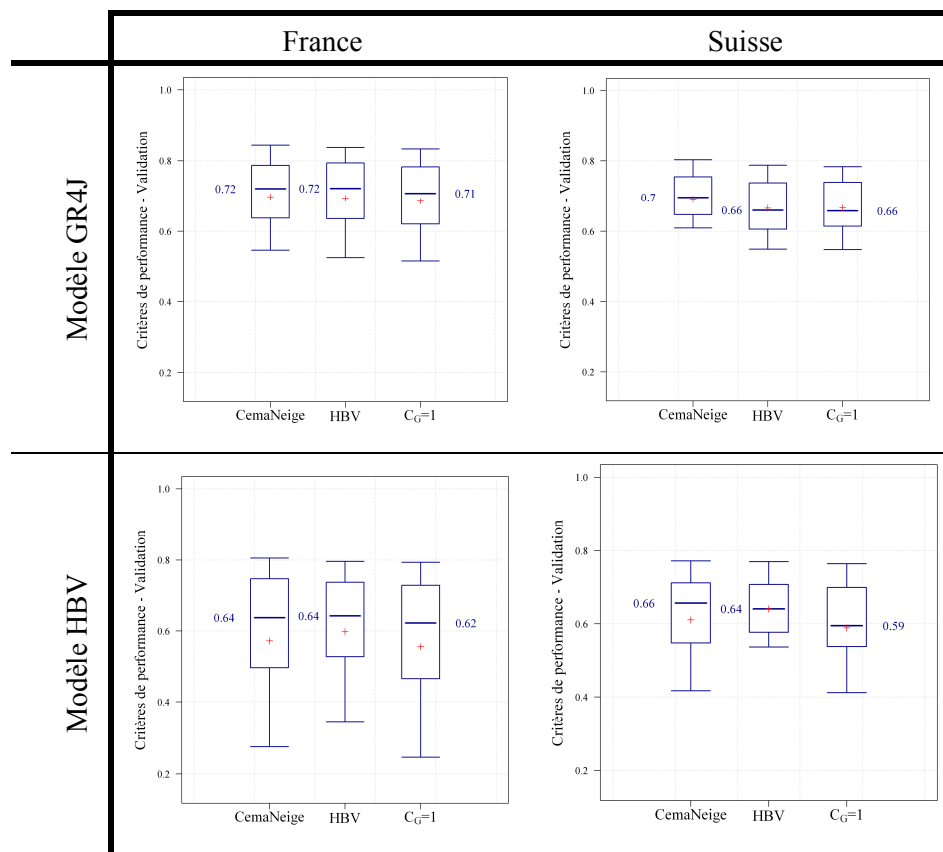 France
Suisse
Modèle GR4J
Critères de performance - Validation
1.0
0.8
0.6
0.4
0.2
0.72
0.72
0.71
CemaNeige
HBV
C_G=1
Critères de performance - Validation
1.0
0.8
0.6
0.4
0.2
0.7
0.66
0.66
CemaNeige
HBV
C_G=1
Modèle HBV
Critères de performance - Validation
1.0
0.8
0.6
0.4
0.2
0.64
0.64
0.62
CemaNeige
HBV
C_G=1
Critères de performance - Validation
1.0
0.8
0.6
0.4
0.2
0.66
0.64
0.59
CemaNeige
HBV
C_G=1